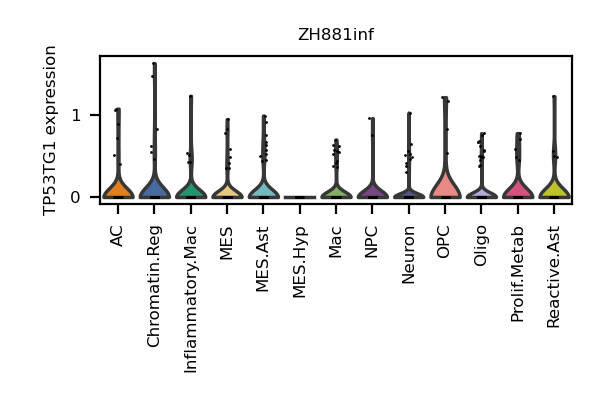 ZH881inf
TP53TG1 expression
1
0
AC
Chromatin.Reg
Inflammatory.Mac
MES
MES.Ast
MES.Hyp
Mac
NPC
Neuron
OPC
Oligo
Prolif.Metab
Reactive.Ast